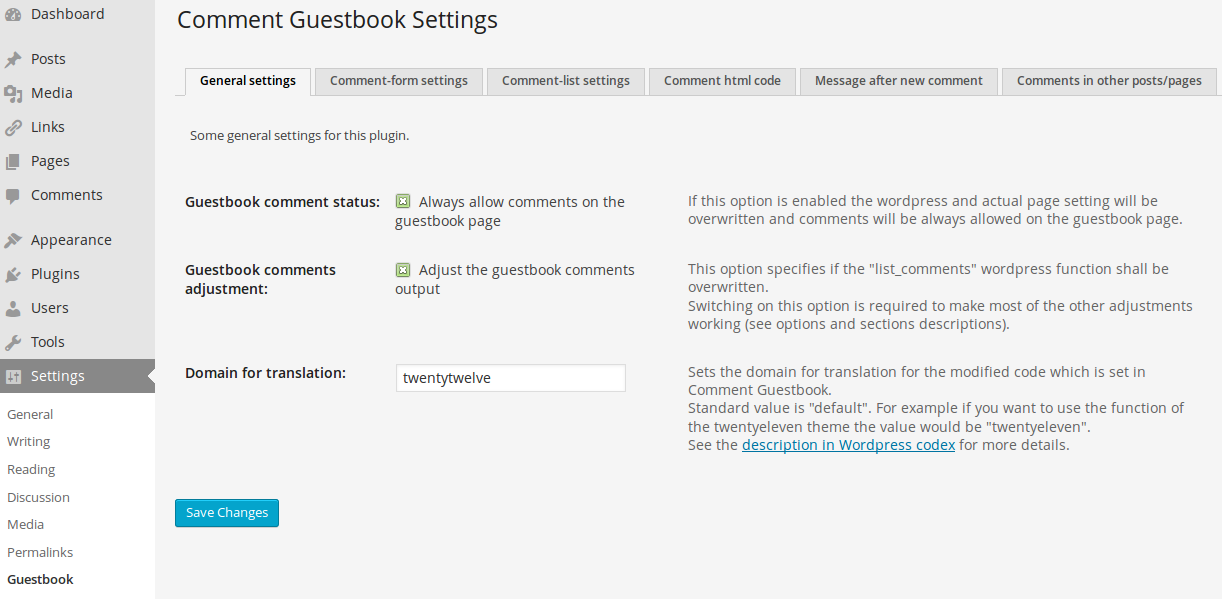 Dashboard
Posts
Media
Links
Pages
Comments
Appearance
Plugins
Users
Tools
Settings
General
Writing
Reading
Discussion
Media
Permalinks
Guestbook
Comment Guestbook Settings
General settings
Comment-form settings
Comment-list settings
Comment html code
Message after new comment
Comments in other posts/pages
Some general settings for this plugin.
Guestbook comment status:
Always allow comments on the
guestbook page
If this option is enabled the wordpress and actual page setting will be
overwritten and comments will be always allowed on the guestbook page.
Guestbook comments
adjustment:
Adjust the guestbook comments
output
This option specifies if the "list_comments" wordpress function shall be
overwritten.
Switching on this option is required to make most of the other adjustments
working (see options and sections descriptions).
Domain for translation:
twentytwelve
Sets the domain for translation for the modified code which is set in
Comment Guestbook.
Standard value is "default". For example if you want to use the function of
the twentyeleven theme the value would be "twentyeleven".
See the description in Wordpress codex for more details.
Save Changes